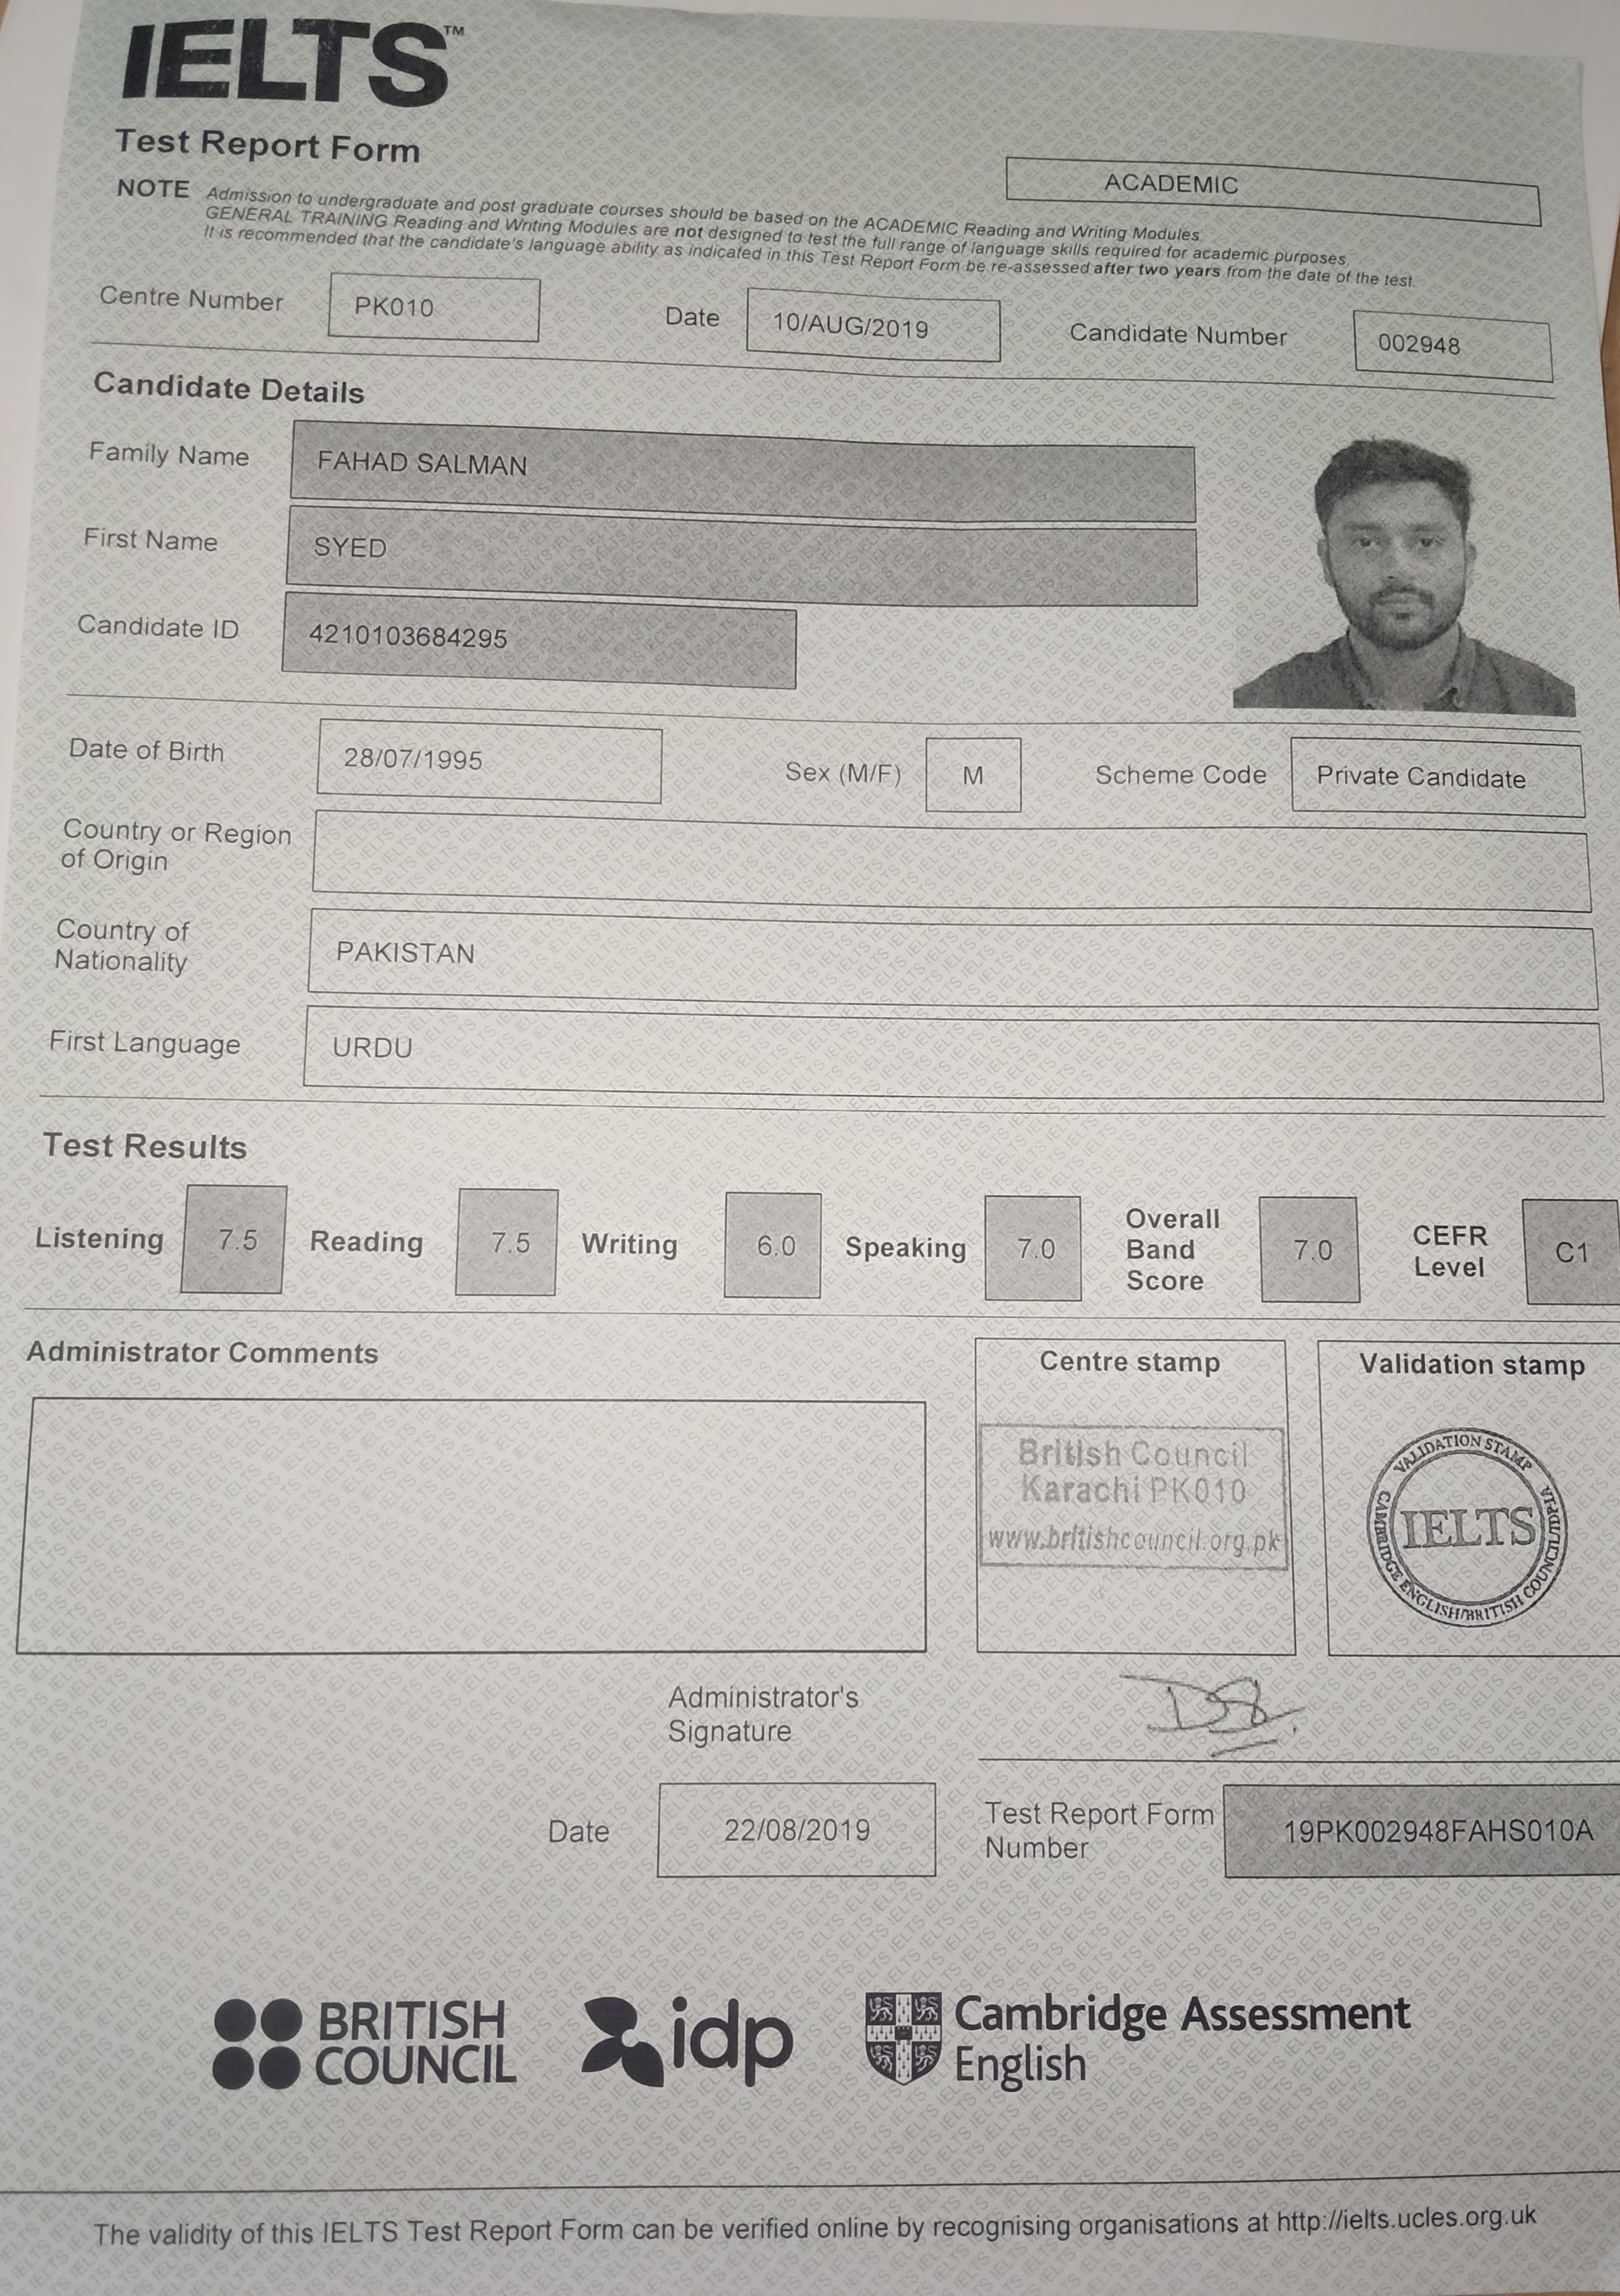 IELTS™
Test Report Form
ACADEMIC
NOTE Admission to undergraduate and post graduate courses should be based on the ACADEMIC Reading and Writing Modules.
GENERAL TRAINING Reading and Writing Modules are not designed to test the full range of language skills required for academic purposes.
It is recommended that the candidate's language ability as indicated in this Test Report Form be re-assessed after two years from the date of the test.
Centre Number PK010 Date 10/AUG/2019 Candidate Number 002948
Candidate Details
Family Name FAHAD SALMAN
First Name SYED
Candidate ID 4210103684295
Date of Birth 28/07/1995 Sex (M/F) M Scheme Code Private Candidate
Country or Region
of Origin
Country of
Nationality PAKISTAN
First Language URDU
Test Results
Listening 7.5 Reading 7.5 Writing 6.0 Speaking 7.0 Overall Band Score 7.0 CEFR Level C1
Administrator Comments
Centre stamp
British Council
Karachi PK010
www.britishcouncil.org.pk
Validation stamp
VALIDATION STAMP
IELTS
CAMBRIDGE ENGLISH/BRITISH COUNCIL/IDP:IA
Administrator's
Signature
Date 22/08/2019
Test Report Form
Number 19PK002948FAHS010A
BRITISH
COUNCIL
idp
Cambridge Assessment
English
The validity of this IELTS Test Report Form can be verified online by recognising organisations at http://ielts.ucles.org.uk